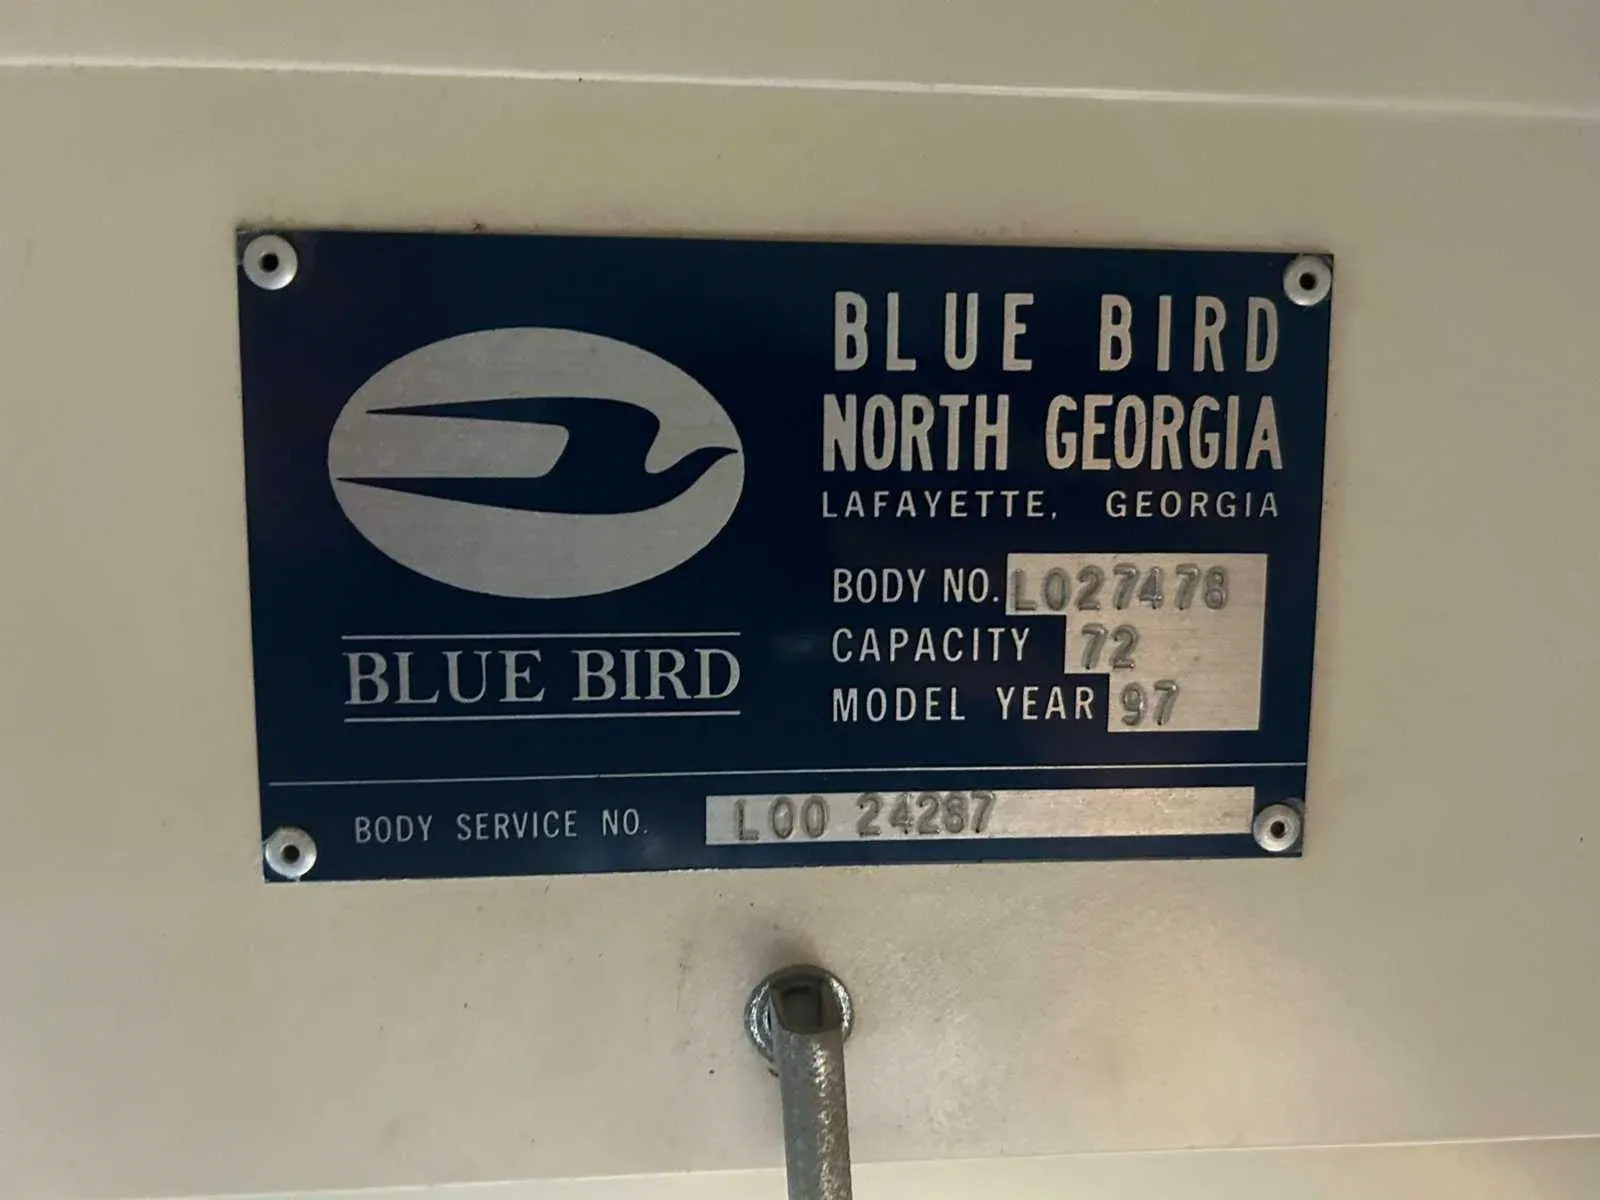 BLUE BIRD
NORTH GEORGIA
LAFAYETTE, GEORGIA
BODY NO. L027478
CAPACITY 72
MODEL YEAR 97
BLUE BIRD
BODY SERVICE NO. L00 24287